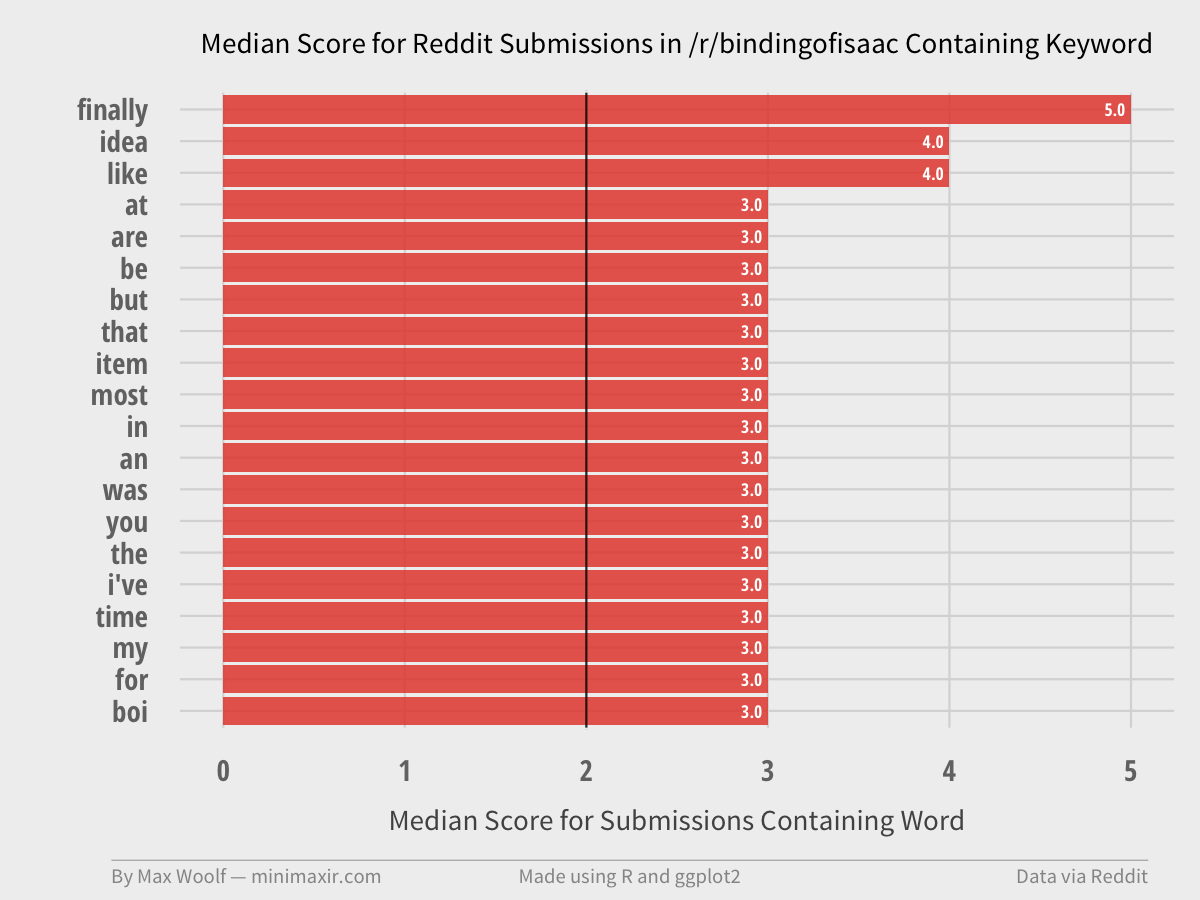 Median Score for Reddit Submissions in /r/bindingofisaac Containing Keyword
finally 5.0
idea 4.0
like 4.0
at 3.0
are 3.0
be 3.0
but 3.0
that 3.0
item 3.0
most 3.0
in 3.0
an 3.0
was 3.0
you 3.0
the 3.0
i've 3.0
time 3.0
my 3.0
for 3.0
boi 3.0
0 1 2 3 4 5
Median Score for Submissions Containing Word
By Max Woolf — minimaxir.com Made using R and ggplot2 Data via Reddit